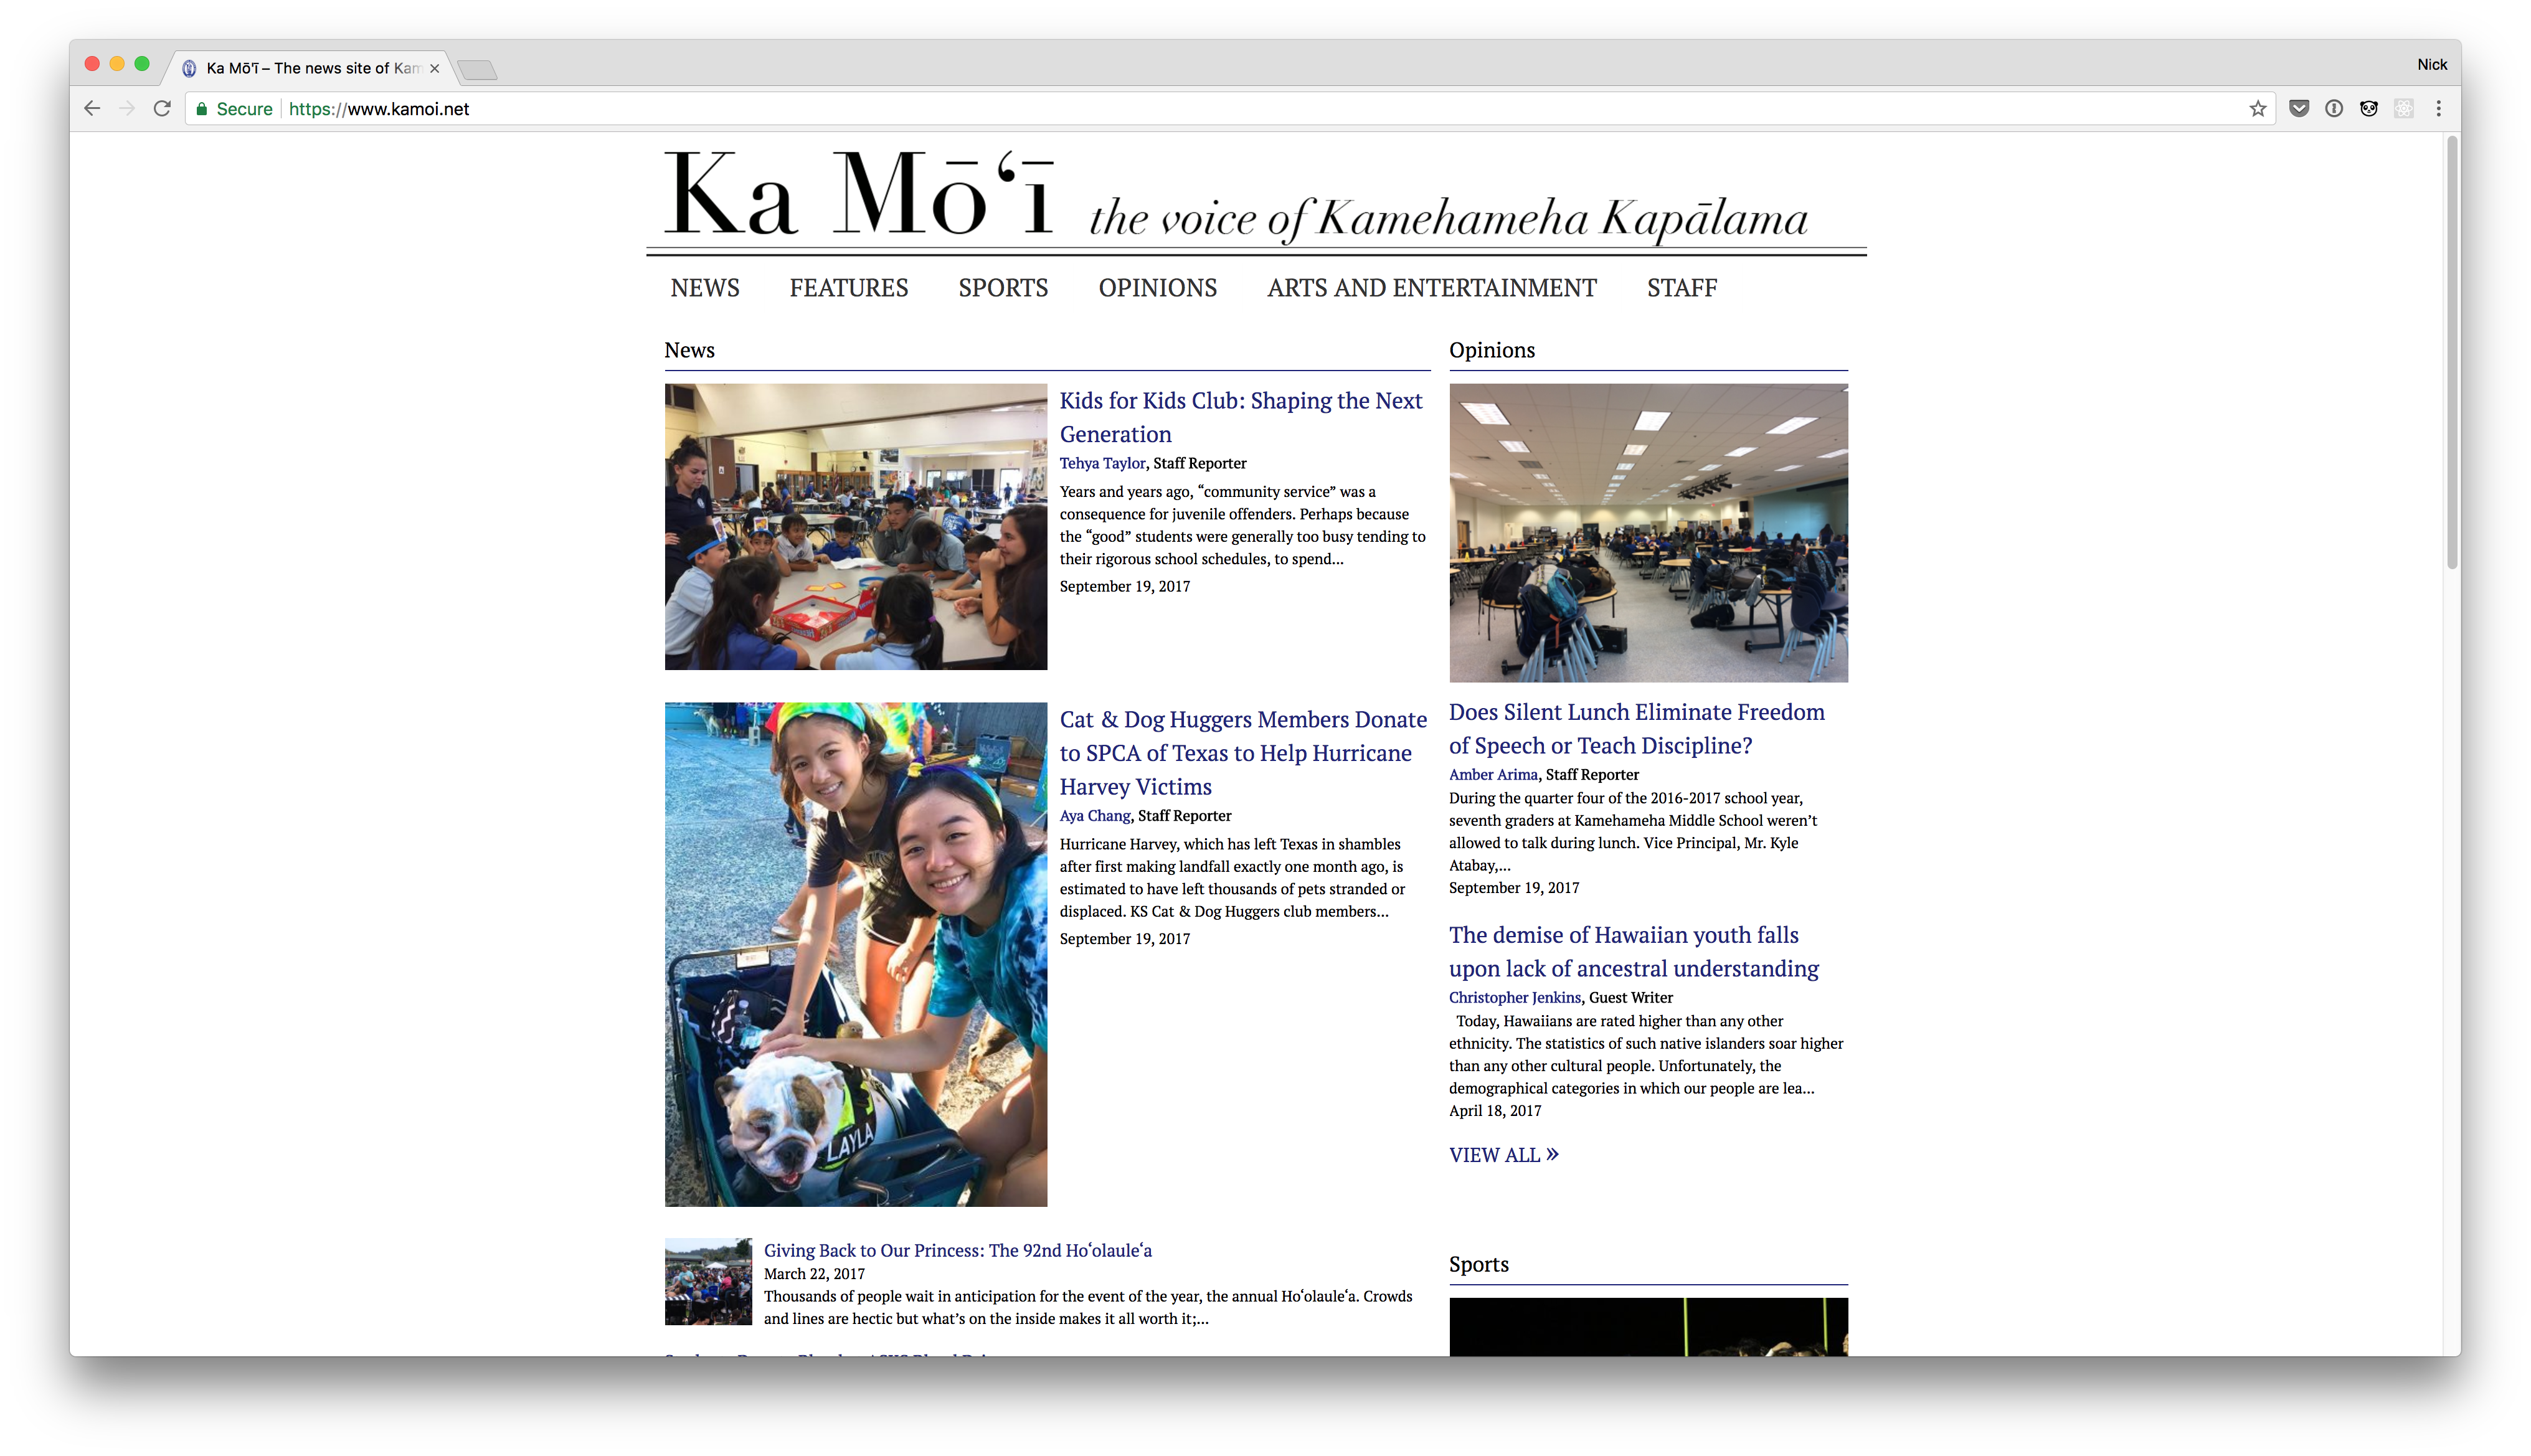 Ka Mō'ī – The news site of Kam
Nick
Secure https://www.kamoi.net
Ka Mōʻī the voice of Kamehameha Kapālama
NEWS FEATURES SPORTS OPINIONS ARTS AND ENTERTAINMENT STAFF
News
Kids for Kids Club: Shaping the Next
Generation
Tehya Taylor, Staff Reporter
Years and years ago, “community service” was a
consequence for juvenile offenders. Perhaps because
the “good” students were generally too busy tending to
their rigorous school schedules, to spend...
September 19, 2017
Cat & Dog Huggers Members Donate
to SPCA of Texas to Help Hurricane
Harvey Victims
Aya Chang, Staff Reporter
Hurricane Harvey, which has left Texas in shambles
after first making landfall exactly one month ago, is
estimated to have left thousands of pets stranded or
displaced. KS Cat & Dog Huggers club members...
September 19, 2017
LAYLA
Giving Back to Our Princess: The 92nd Hoʻolauleʻa
March 22, 2017
Thousands of people wait in anticipation for the event of the year, the annual Hoʻolauleʻa. Crowds
and lines are hectic but what’s on the inside makes it all worth it;...
Opinions
Does Silent Lunch Eliminate Freedom
of Speech or Teach Discipline?
Amber Arima, Staff Reporter
During the quarter four of the 2016-2017 school year,
seventh graders at Kamehameha Middle School weren’t
allowed to talk during lunch. Vice Principal, Mr. Kyle
Atabay,...
September 19, 2017
The demise of Hawaiian youth falls
upon lack of ancestral understanding
Christopher Jenkins, Guest Writer
Today, Hawaiians are rated higher than any other
ethnicity. The statistics of such native islanders soar higher
than any other cultural people. Unfortunately, the
demographical categories in which our people are lea...
April 18, 2017
VIEW ALL »
Sports